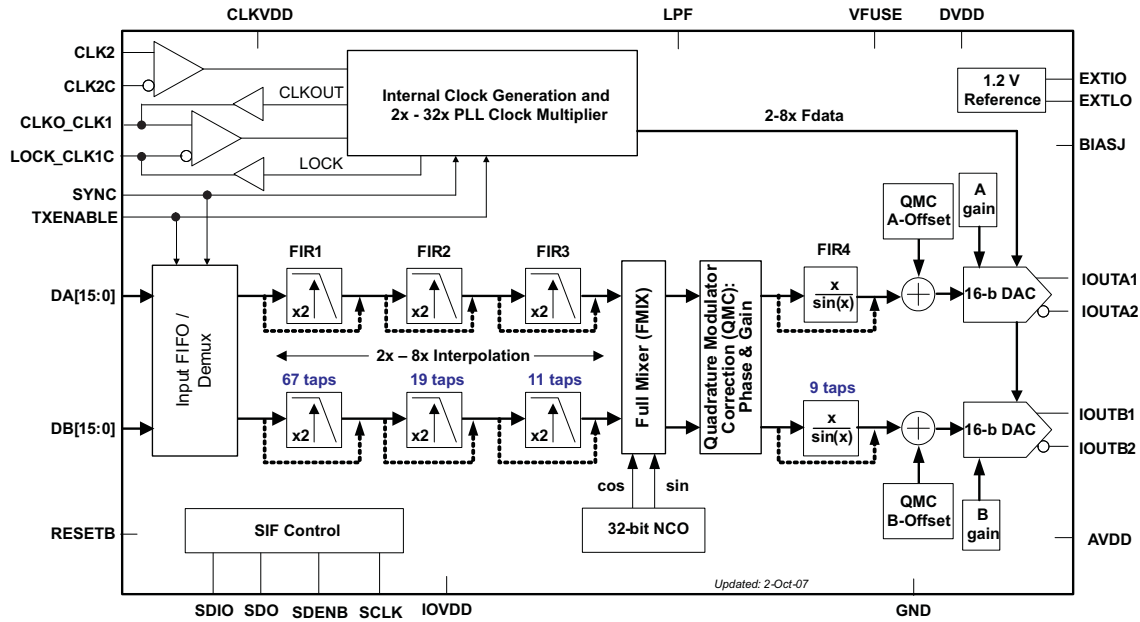 CLKVDD
LPF
VFUSE
DVDD
CLK2
CLK2C
CLKO_CLK1
LOCK_CLK1C
SYNC
TXENABLE
CLKOUT
LOCK
Internal Clock Generation and
2x - 32x PLL Clock Multiplier
2-8x Fdata
1.2 V
Reference
EXTIO
EXTLO
BIASJ
QMC
A-Offset
A
gain
FIR1
FIR2
FIR3
FIR4
DA[15:0]
DB[15:0]
Input FIFO /
Demux
x2
x2
x2
2x – 8x Interpolation
67 taps
19 taps
11 taps
x2
x2
x2
Full Mixer (FMIX)
Quadrature Modulator
Correction (QMC):
Phase & Gain
x
sin(x)
9 taps
x
sin(x)
16-b DAC
16-b DAC
IOUTA1
IOUTA2
IOUTB1
IOUTB2
cos
sin
32-bit NCO
QMC
B-Offset
B
gain
RESETB
SIF Control
AVDD
Updated: 2-Oct-07
SDIO
SDO
SDENB
SCLK
IOVDD
GND